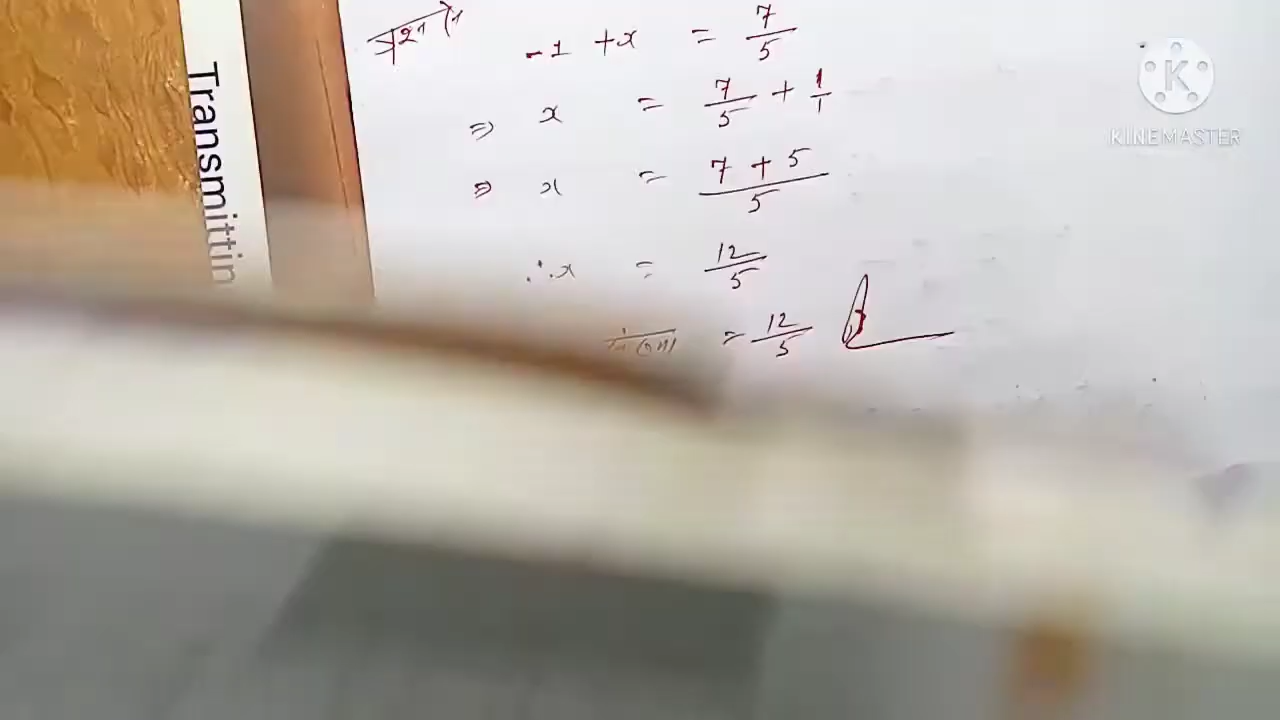 -1 + x = 7/5
⇒ x = 7/5 + 1/1
⇒ x = 7 + 5/5
∴ x = 12/5
= 12/5
Transmittin
KINEMASTER